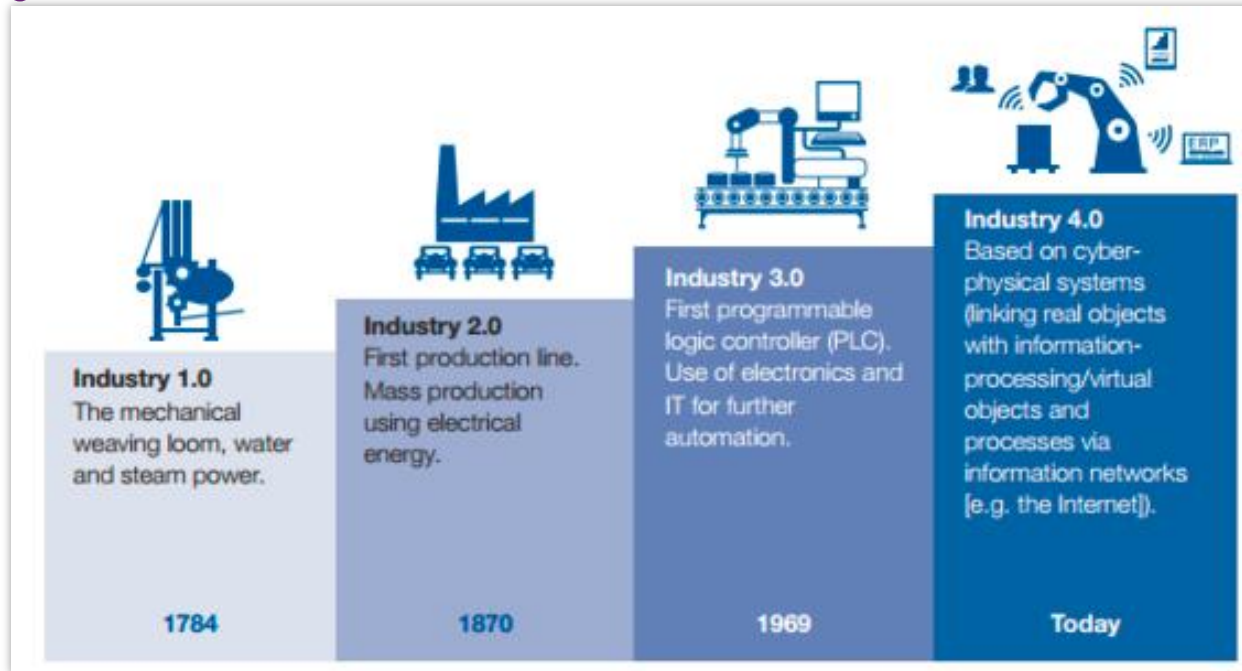 Industry 1.0
The mechanical
weaving loom, water
and steam power.
1784
Industry 2.0
First production line.
Mass production
using electrical
energy.
1870
Industry 3.0
First programmable
logic controller (PLC).
Use of electronics and
IT for further
automation.
1969
ERP
Industry 4.0
Based on cyber-
physical systems
(linking real objects
with information-
processing/virtual
objects and
processes via
information networks
[e.g. the Internet]).
Today